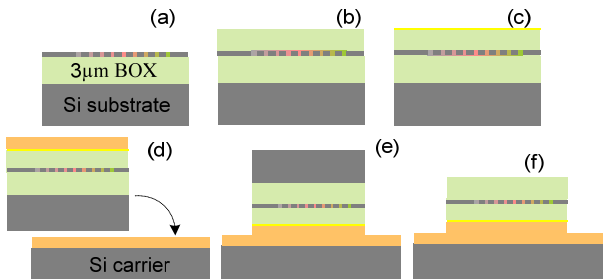 (a)
(b)
(c)
3µm BOX
Si substrate
(d)
(e)
(f)
Si carrier